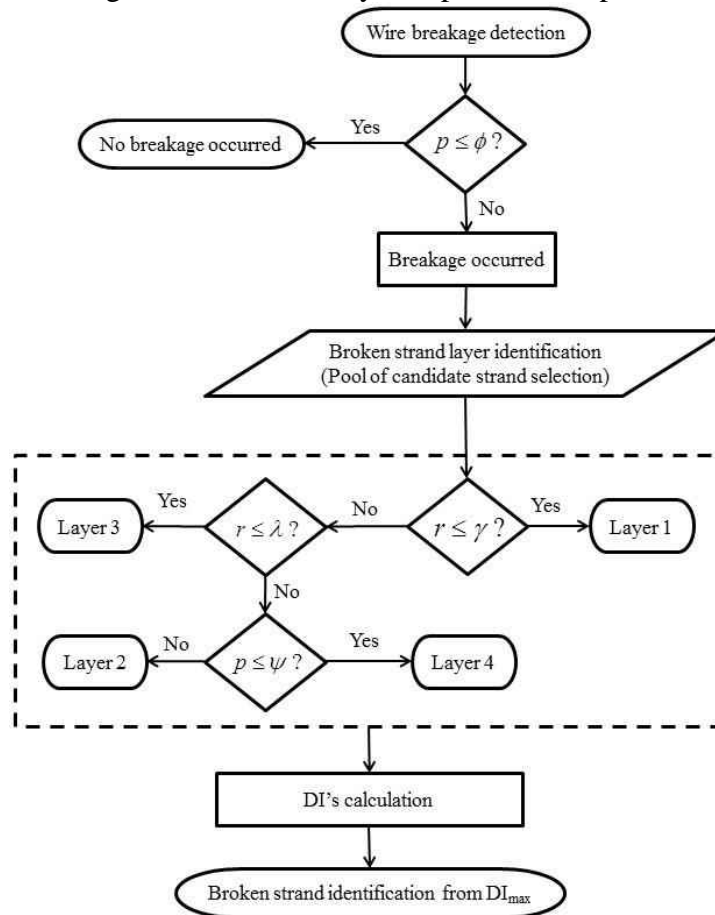 Wire breakage detection
Yes
No breakage occurred
p ≤ ϕ ?
No
Breakage occurred
Broken strand layer identification
(Pool of candidate strand selection)
Yes
No
Yes
Layer 3
r ≤ λ ?
r ≤ γ ?
Layer 1
No
No
Yes
Layer 2
p ≤ ψ ?
Layer 4
DI's calculation
Broken strand identification from DI_max